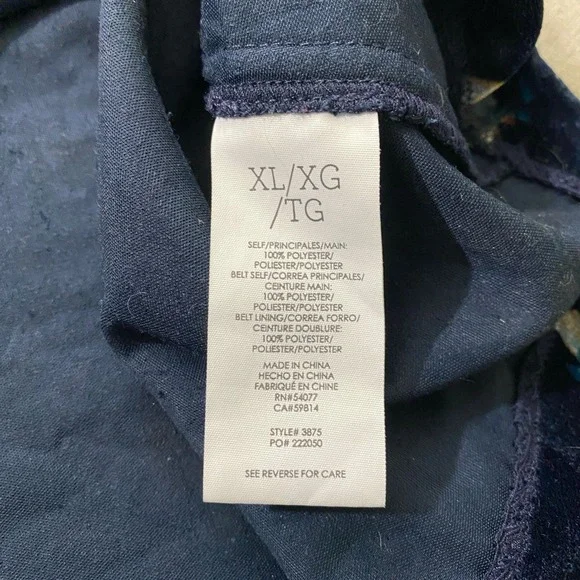 XL/XG
/TG
SELF/PRINCIPALES/MAIN:
100% POLYESTER/
POLIESTER/POLYESTER
BELT SELF/CORREA PRINCIPALES/
CEINTURE MAIN:
100% POLYESTER/
POLIESTER/POLYESTER
BELT LINING/CORREA FORRO/
CEINTURE DOUBLURE:
100% POLYESTER/
POLIESTER/POLYESTER
MADE IN CHINA
HECHO EN CHINA
FABRIQUÉ EN CHINE
RN#54077
CA#59814
STYLE# 3875
PO# 222050
SEE REVERSE FOR CARE